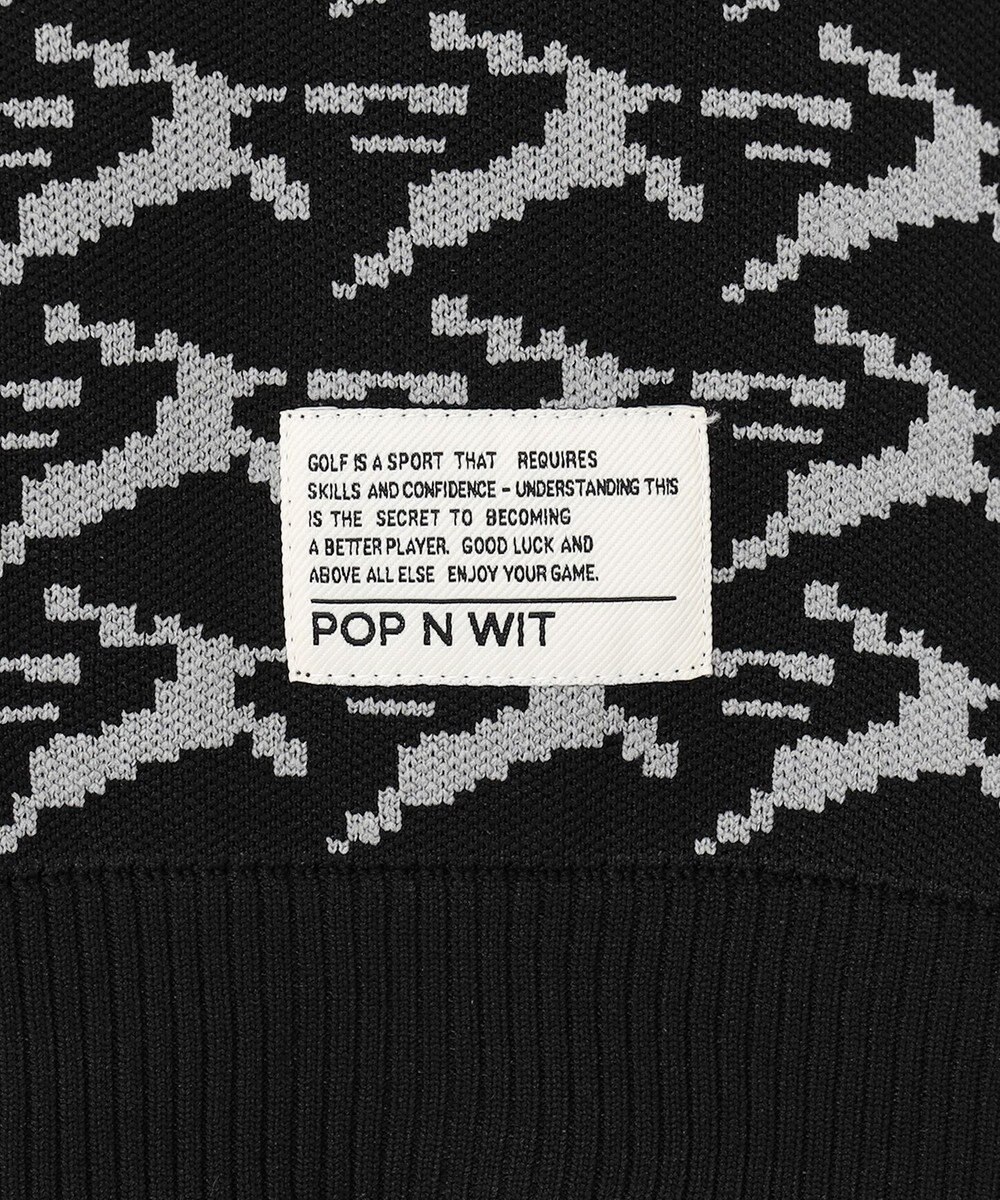 GOLF IS A SPORT THAT REQUIRES
SKILLS AND CONFIDENCE – UNDERSTANDING THIS
IS THE SECRET TO BECOMING
A BETTER PLAYER. GOOD LUCK AND
ABOVE ALL ELSE ENJOY YOUR GAME.
POP N WIT